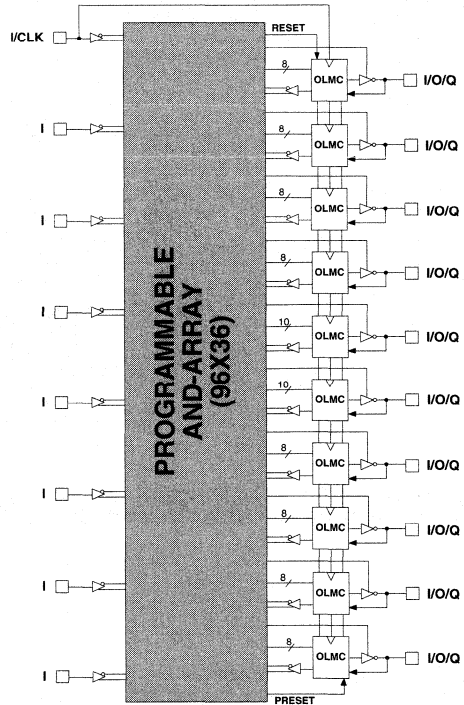 RESET
I/CLK
8
OLMC
I/O/Q
I
8
OLMC
I/O/Q
I
8
OLMC
I/O/Q
I
8
OLMC
I/O/Q
PROGRAMMABLE
AND-ARRAY
(96X36)
10
OLMC
I/O/Q
I
10
OLMC
I/O/Q
I
8
OLMC
I/O/Q
8
OLMC
I/O/Q
I
8
OLMC
I/O/Q
I
8
OLMC
I/O/Q
PRESET